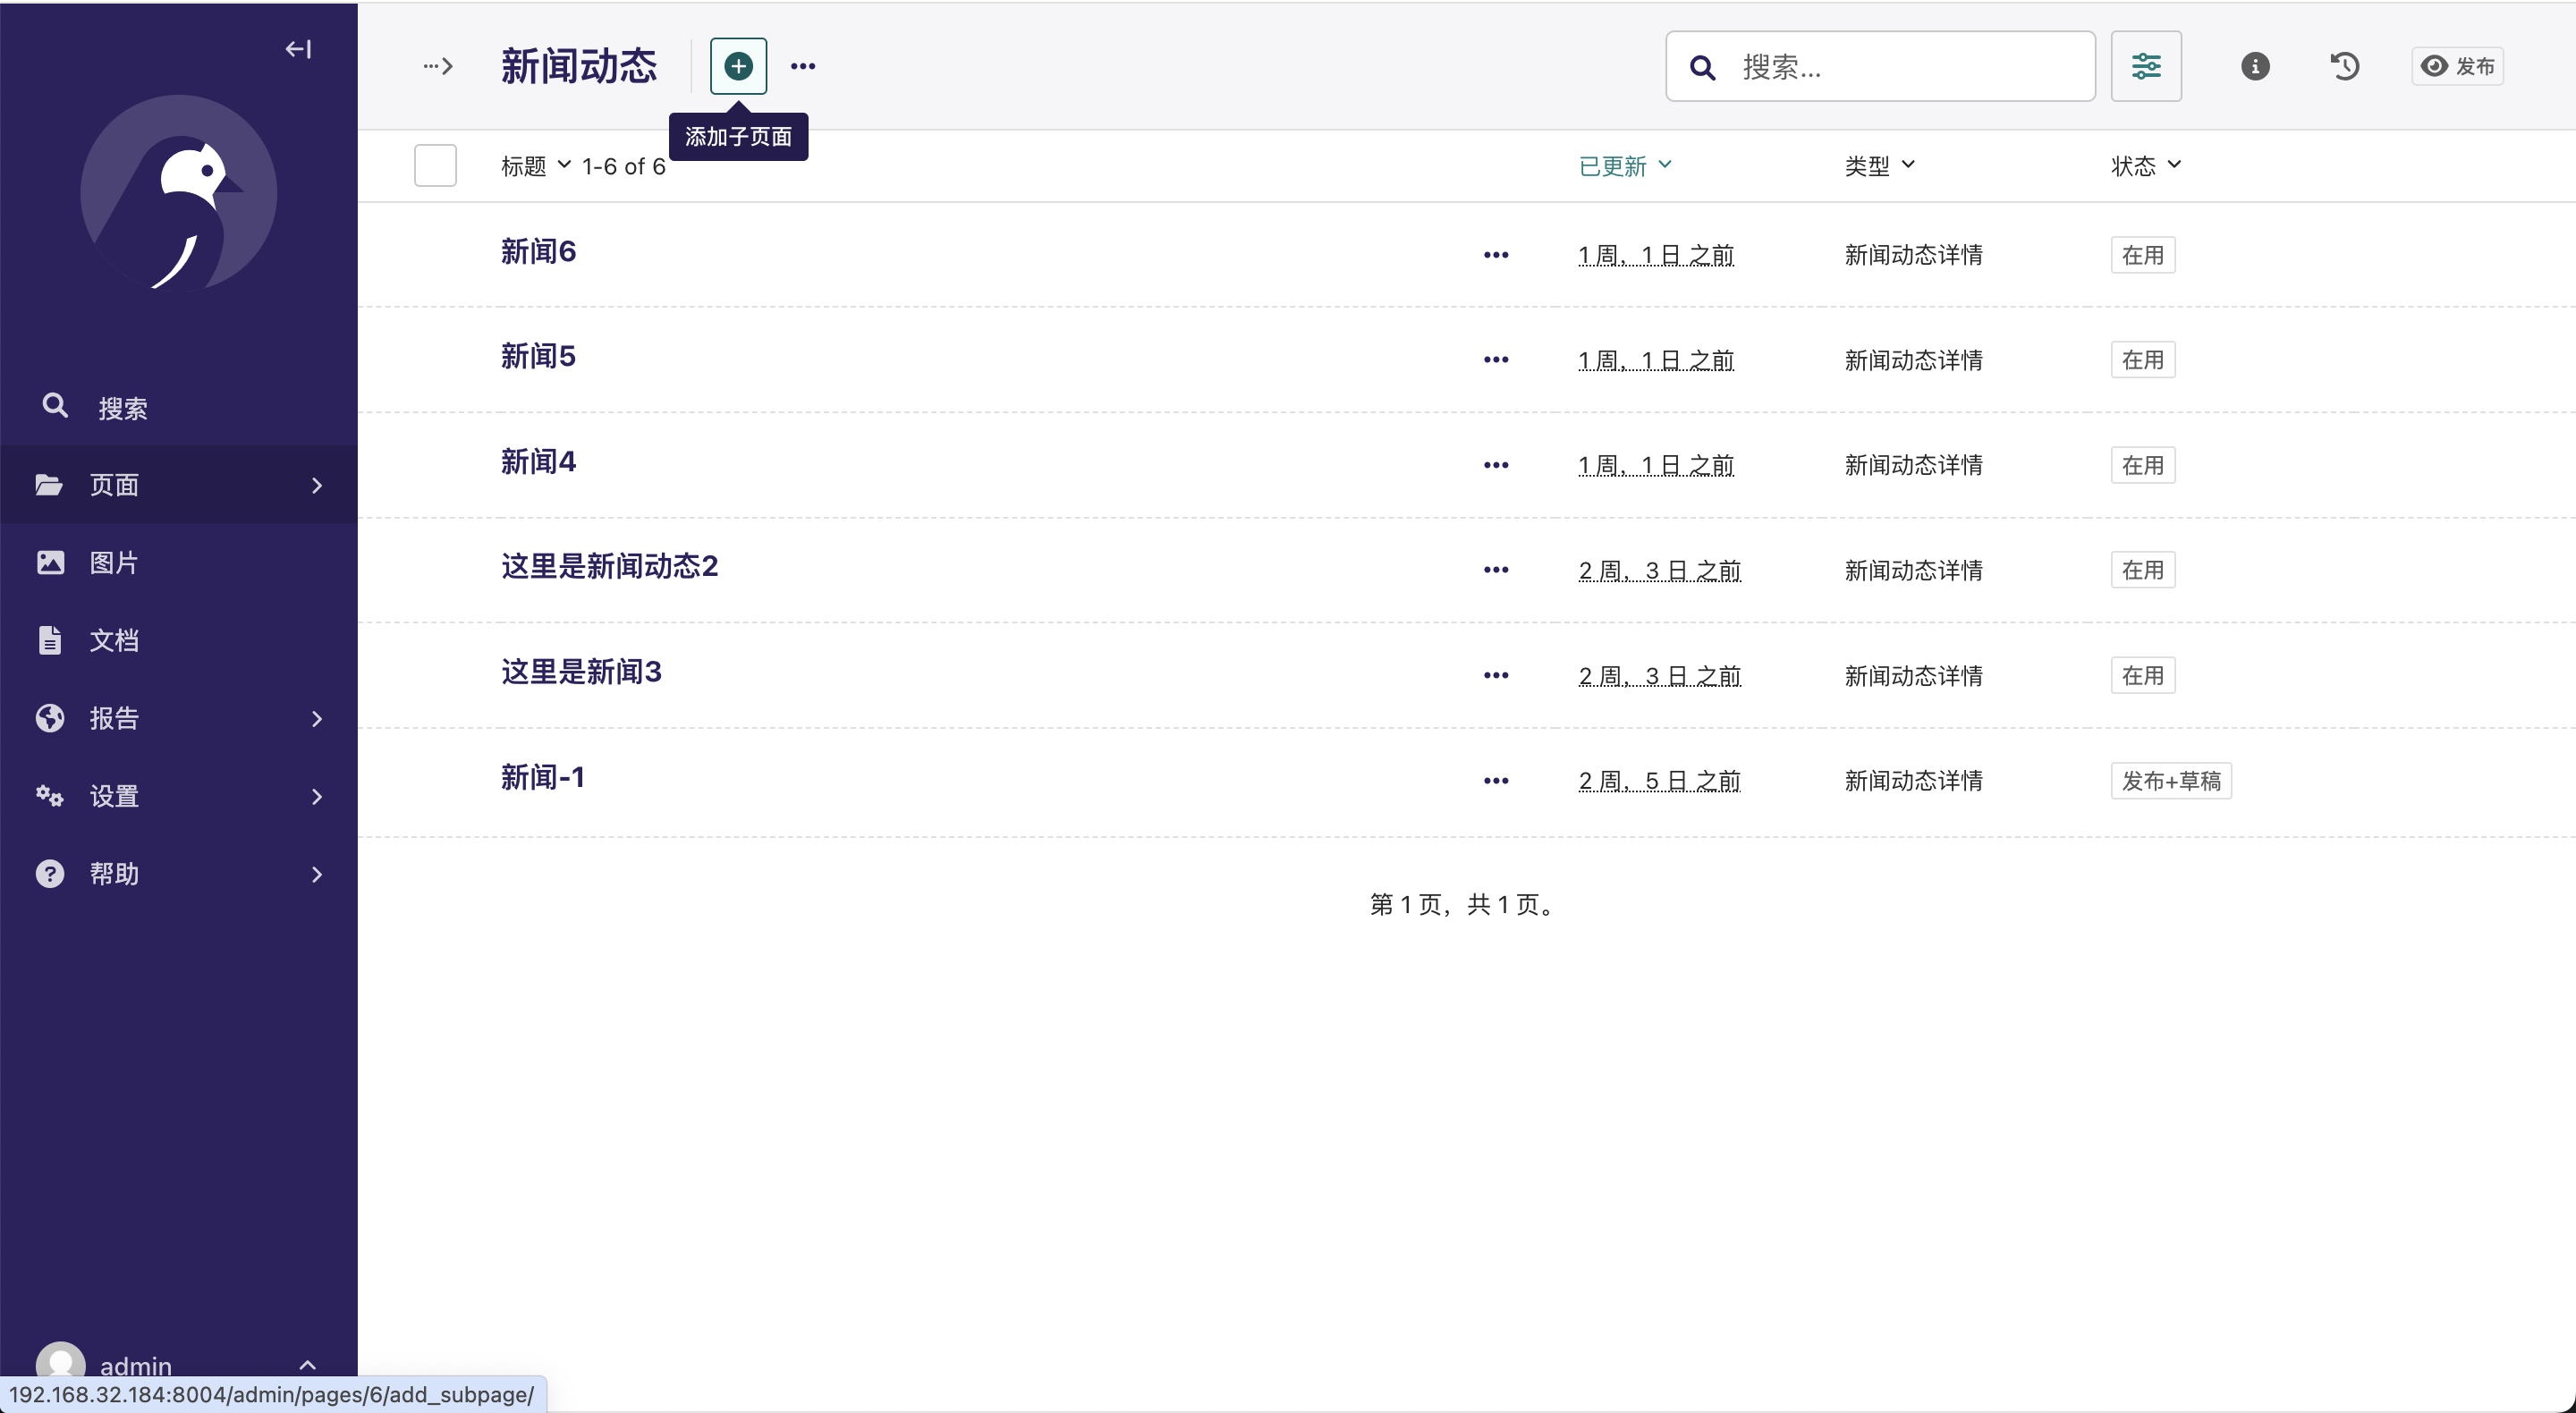 新闻动态
搜索...
发布
添加子页面
标题 1-6 of 6 已更新 类型 状态
搜索
页面
图片
文档
报告
设置
帮助
新闻6 1 周，1 日 之前 新闻动态详情 在用
新闻5 1 周，1 日 之前 新闻动态详情 在用
新闻4 1 周，1 日 之前 新闻动态详情 在用
这里是新闻动态2 2 周，3 日 之前 新闻动态详情 在用
这里是新闻3 2 周，3 日 之前 新闻动态详情 在用
新闻-1 2 周，5 日 之前 新闻动态详情 发布+草稿
第 1 页，共 1 页。
admin
192.168.32.184:8004/admin/pages/6/add_subpage/